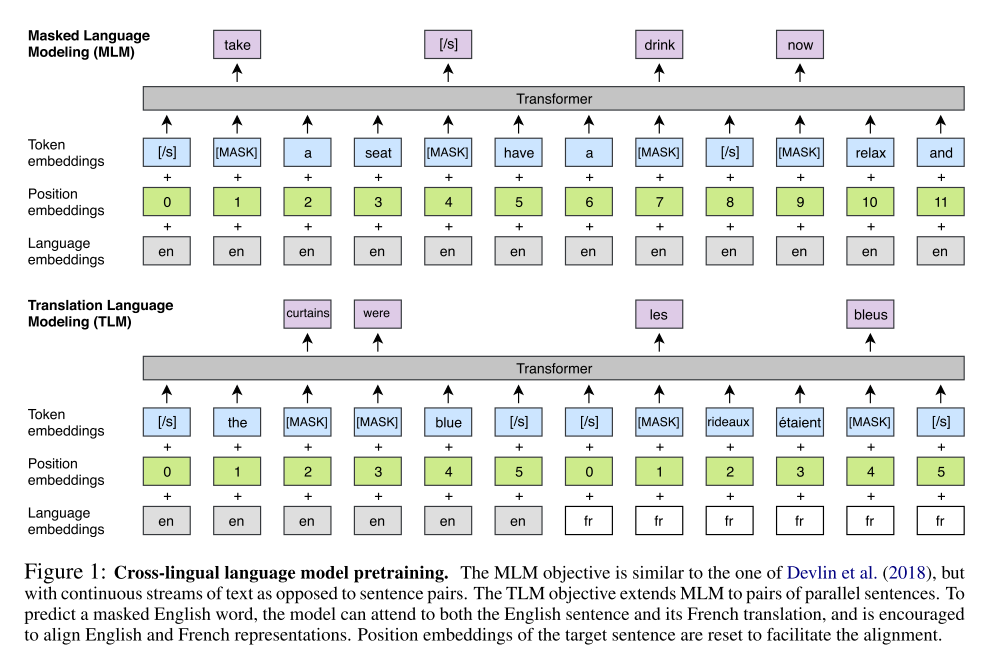 Masked Language
Modeling (MLM)
take [/s] drink now
Transformer
Token
embeddings
[/s] [MASK] a seat [MASK] have a [MASK] [/s] [MASK] relax and
+ + + + + + + + + + + +
Position
embeddings
0 1 2 3 4 5 6 7 8 9 10 11
+ + + + + + + + + + + +
Language
embeddings
en en en en en en en en en en en en
Translation Language
Modeling (TLM)
curtains were les bleus
Transformer
Token
embeddings
[/s] the [MASK] [MASK] blue [/s] [/s] [MASK] rideaux étaient [MASK] [/s]
+ + + + + + + + + + + +
Position
embeddings
0 1 2 3 4 5 0 1 2 3 4 5
+ + + + + + + + + + + +
Language
embeddings
en en en en en en fr fr fr fr fr fr
Figure 1: Cross-lingual language model pretraining. The MLM objective is similar to the one of Devlin et al. (2018), but
with continuous streams of text as opposed to sentence pairs. The TLM objective extends MLM to pairs of parallel sentences. To
predict a masked English word, the model can attend to both the English sentence and its French translation, and is encouraged
to align English and French representations. Position embeddings of the target sentence are reset to facilitate the alignment.